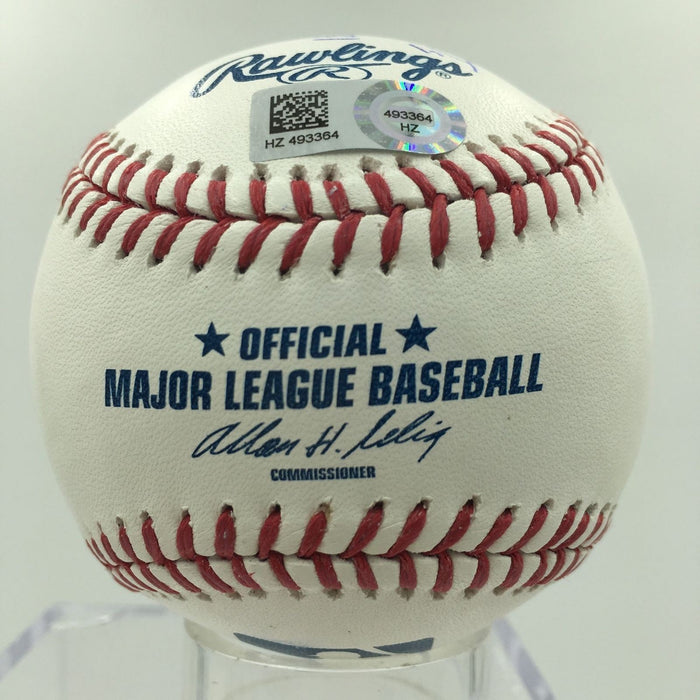 Rawlings®
R
HZ 493364
493364
HZ
★ OFFICIAL ★
MAJOR LEAGUE BASEBALL
Allan H. Selig
COMMISSIONER